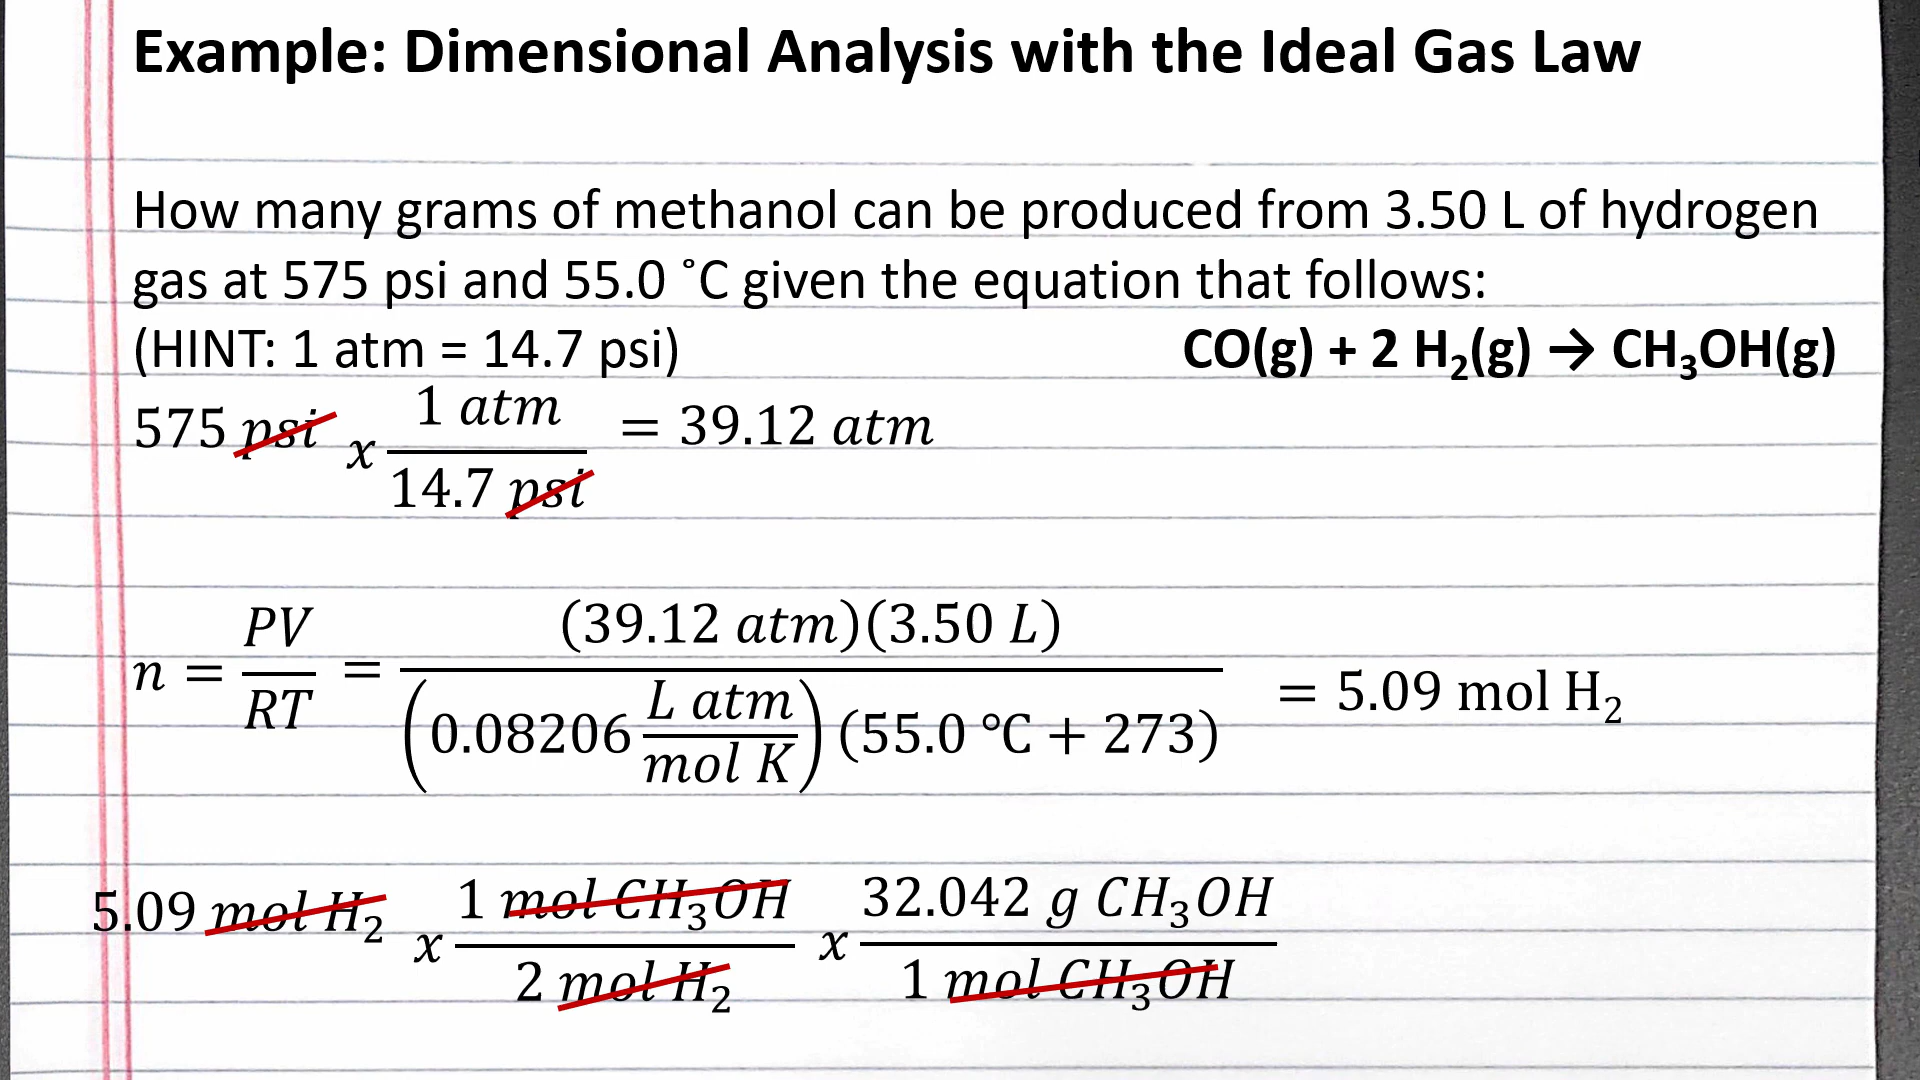 Example: Dimensional Analysis with the Ideal Gas Law
How many grams of methanol can be produced from 3.50 L of hydrogen
gas at 575 psi and 55.0 ˚C given the equation that follows:
(HINT: 1 atm = 14.7 psi) CO(g) + 2 H₂(g) → CH₃OH(g)
575 psi x (1 atm)/(14.7 psi) = 39.12 atm
n = PV/RT = (39.12 atm)(3.50 L) / (0.08206 (L atm)/(mol K)) (55.0 °C + 273) = 5.09 mol H₂
5.09 mol H₂ x (1 mol CH₃OH)/(2 mol H₂) x (32.042 g CH₃OH)/(1 mol CH₃OH)